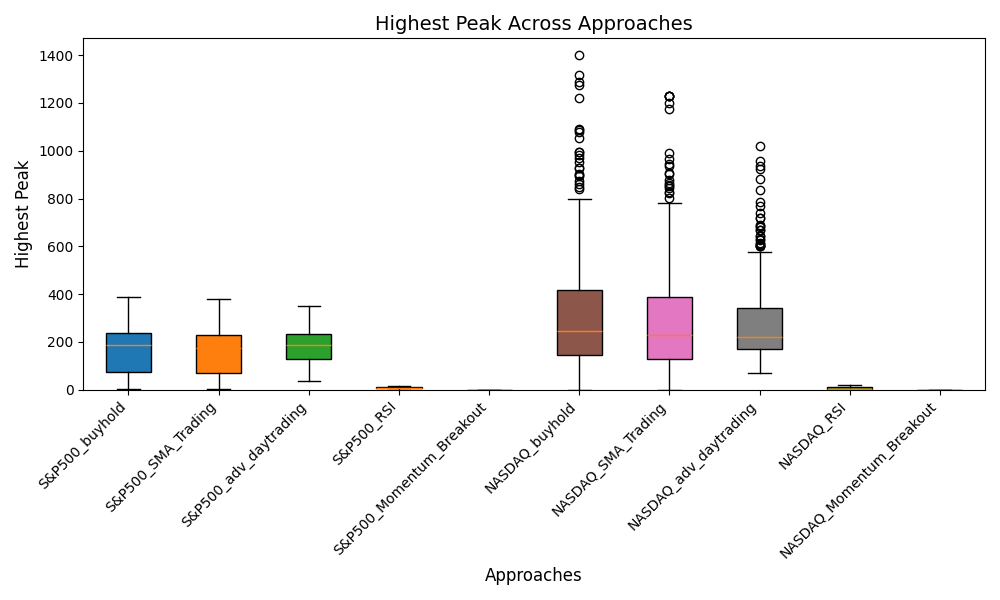 Highest Peak Across Approaches
Highest Peak
1400
1200
1000
800
600
400
200
0
S&P500_buyhold
S&P500_SMA_Trading
S&P500_adv_daytrading
S&P500_RSI
S&P500_Momentum_Breakout
NASDAQ_buyhold
NASDAQ_SMA_Trading
NASDAQ_adv_daytrading
NASDAQ_RSI
NASDAQ_Momentum_Breakout
Approaches